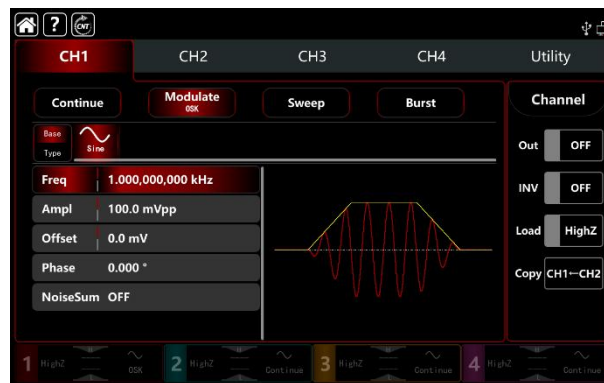 ? CNT
CH1 CH2 CH3 CH4 Utility
Continue Modulate Sweep Burst Channel
OSK
Base
Type Sine
Out OFF
Freq 1.000,000,000 kHz
INV OFF
Ampl 100.0 mVpp
Offset 0.0 mV
Load HighZ
Phase 0.000 °
Copy CH1←CH2
NoiseSum OFF
1 HighZ OSK 2 HighZ Continue 3 HighZ Continue 4 HighZ Continue